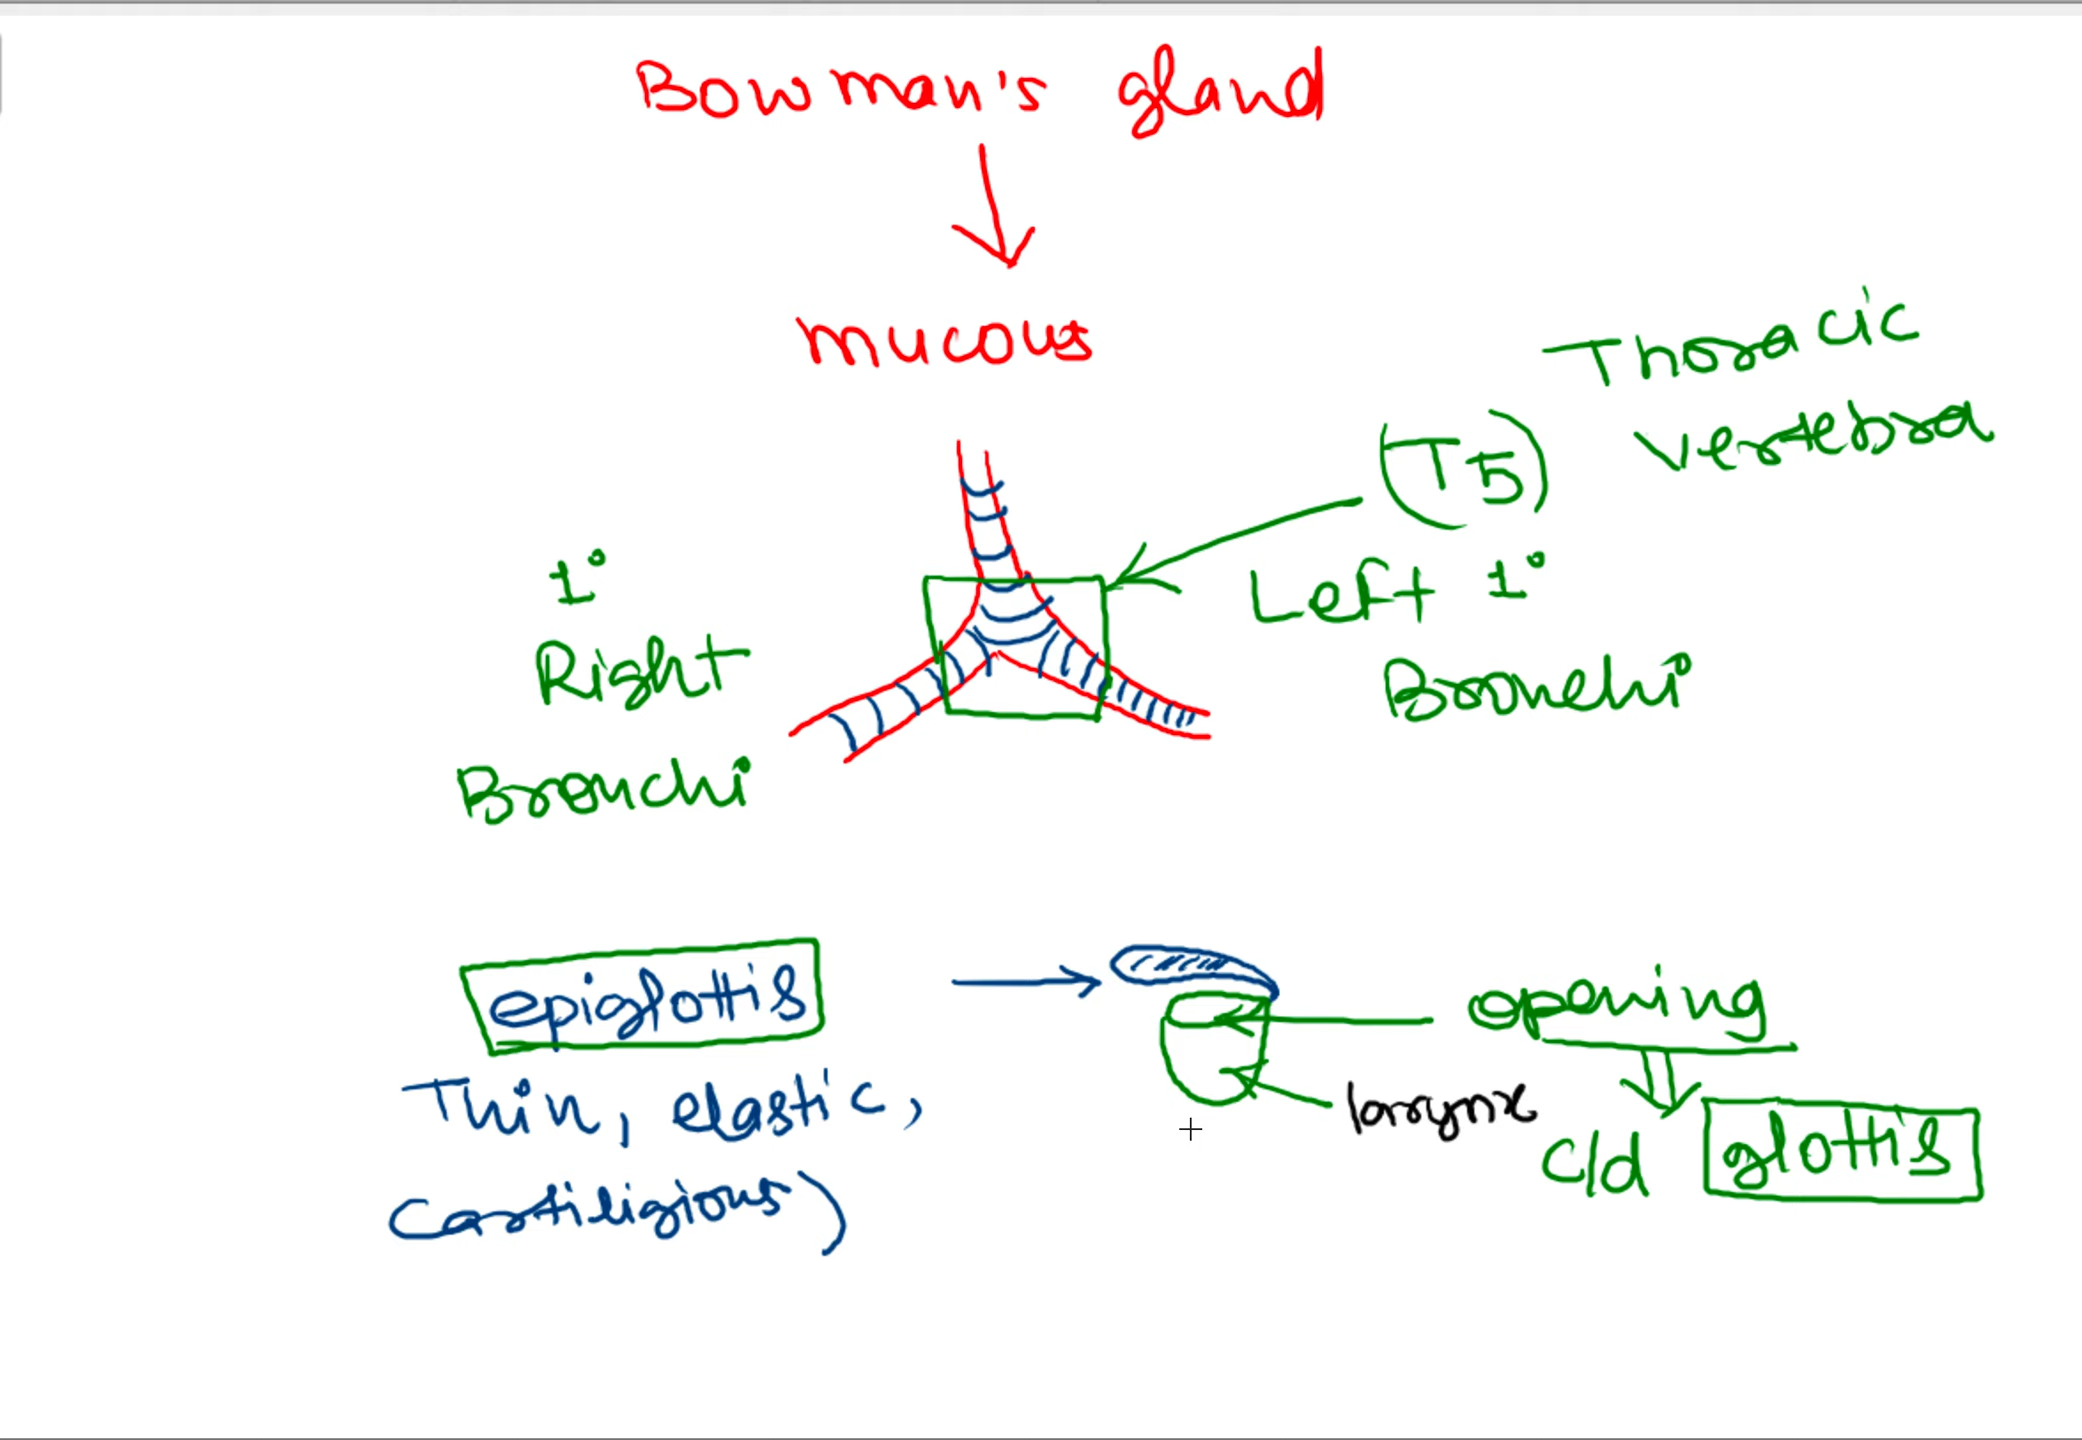 Bowman's gland
mucous
Thoracic
vertebra
(T5)
1°
Right
Bronchi
Left 1°
Bronchi
epiglottis
Thin, elastic,
Cartiligious)
opening
larynx
c/d glottis